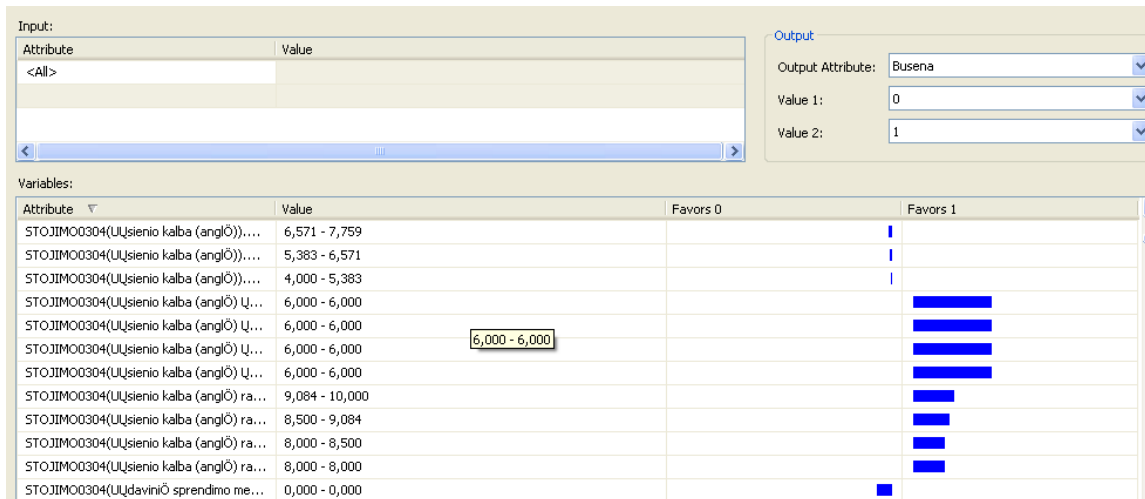 Input:
Attribute Value
<All>
Output
Output Attribute: Busena
Value 1: 0
Value 2: 1
Variables:
Attribute Value Favors 0 Favors 1
STOJIMO0304(UŲsienio kalba (anglÖ)).... 6,571 - 7,759
STOJIMO0304(UŲsienio kalba (anglÖ)).... 5,383 - 6,571
STOJIMO0304(UŲsienio kalba (anglÖ)).... 4,000 - 5,383
STOJIMO0304(UŲsienio kalba (anglÖ) Ų... 6,000 - 6,000
STOJIMO0304(UŲsienio kalba (anglÖ) Ų... 6,000 - 6,000
6,000 - 6,000
STOJIMO0304(UŲsienio kalba (anglÖ) Ų... 6,000 - 6,000
STOJIMO0304(UŲsienio kalba (anglÖ) Ų... 6,000 - 6,000
STOJIMO0304(UŲsienio kalba (anglÖ) ra... 9,084 - 10,000
STOJIMO0304(UŲsienio kalba (anglÖ) ra... 8,500 - 9,084
STOJIMO0304(UŲsienio kalba (anglÖ) ra... 8,000 - 8,500
STOJIMO0304(UŲsienio kalba (anglÖ) ra... 8,000 - 8,000
STOJIMO0304(UŲdaviniÖ sprendimo me... 0,000 - 0,000